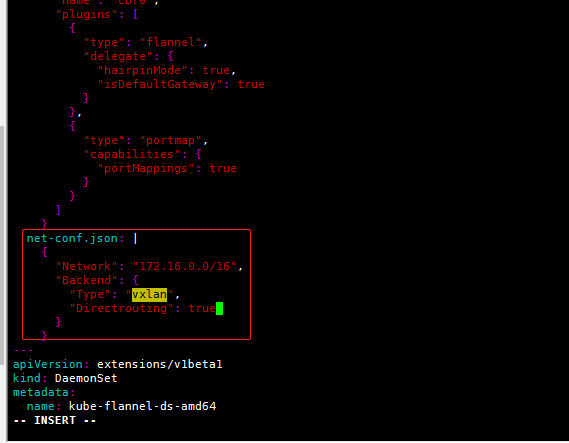 "name": "cbr0",
"plugins": [
{
"type": "flannel",
"delegate": {
"hairpinMode": true,
"isDefaultGateway": true
}
},
{
"type": "portmap",
"capabilities": {
"portMappings": true
}
}
]
}
net-conf.json: |
{
"Network": "172.16.0.0/16",
"Backend": {
"Type": "vxlan",
"Directrouting": true
}
}
---
apiVersion: extensions/v1beta1
kind: DaemonSet
metadata:
name: kube-flannel-ds-amd64
-- INSERT --